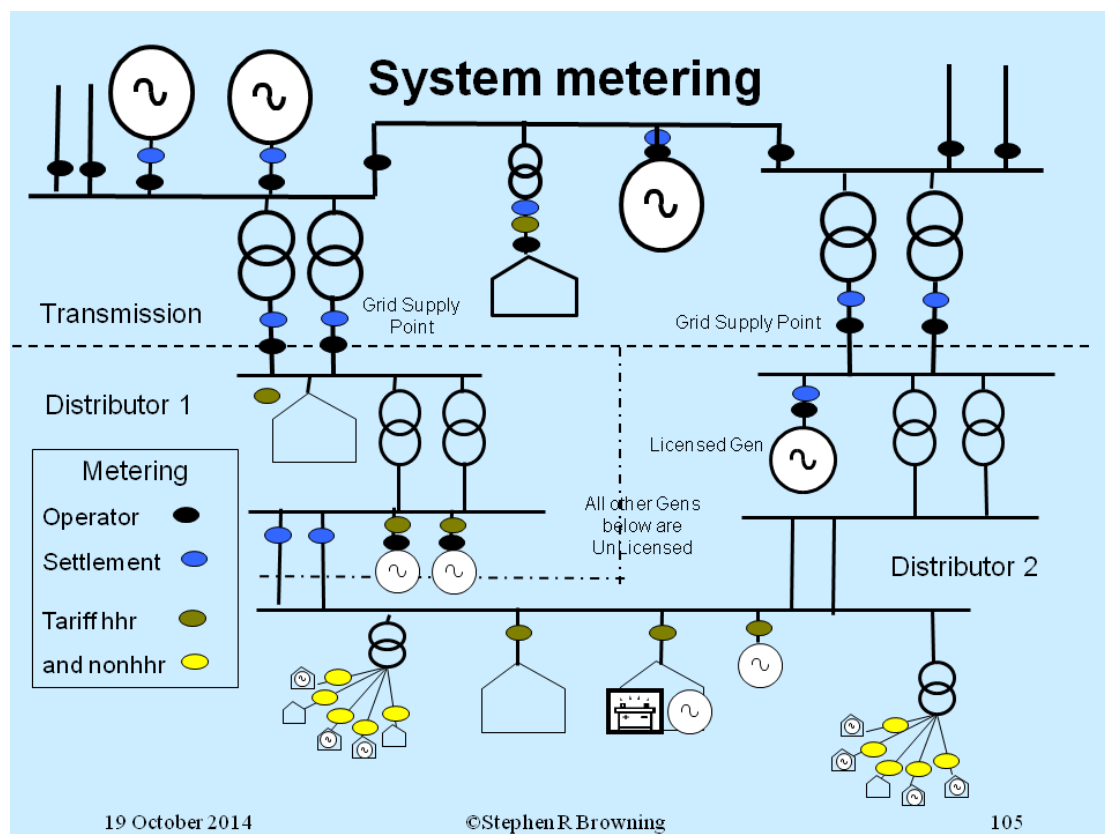 System metering
Transmission
Grid Supply
Point
Grid Supply Point
Distributor 1
Licensed Gen
Metering
Operator
Settlement
Tariff hhr
and nonhhr
All other Gens
below are
UnLicensed
Distributor 2
19 October 2014
©Stephen R Browning
105